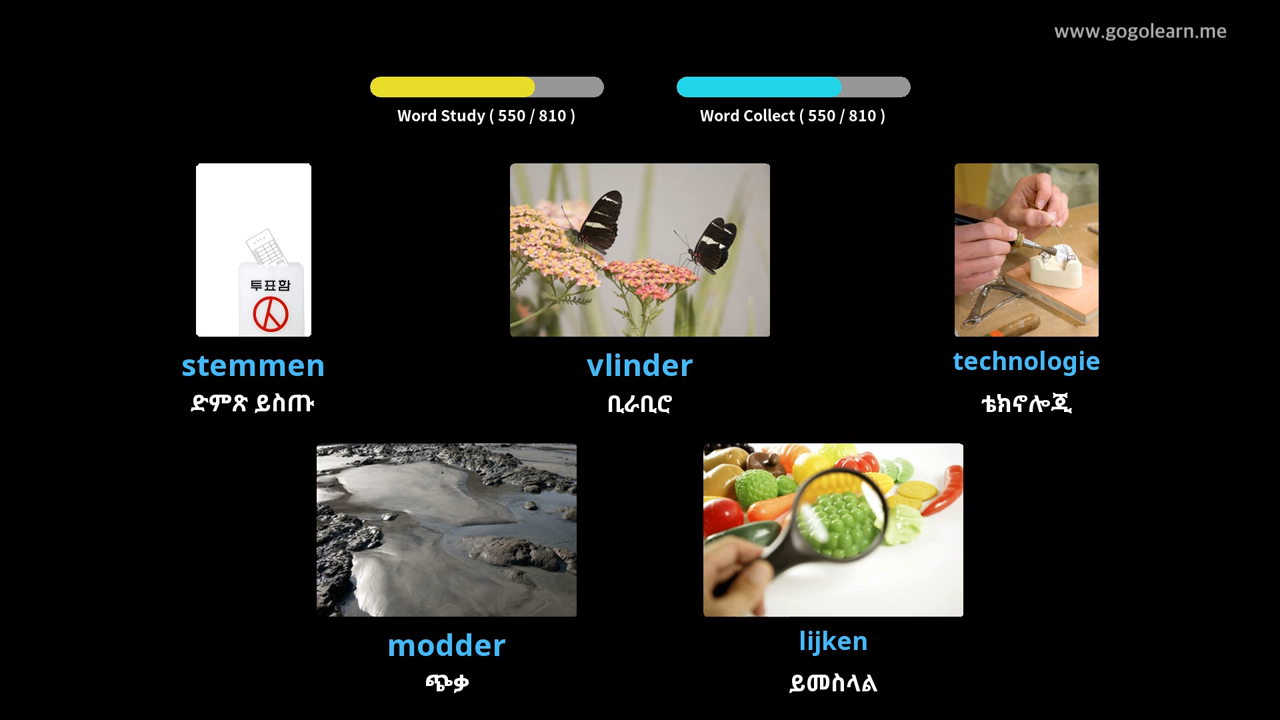 www.gogolearn.me
Word Study ( 550 / 810 )
Word Collect ( 550 / 810 )
투표함
stemmen
ድምጽ ይስጡ
vlinder
ቢራቢሮ
technologie
ቴክኖሎጂ
modder
ጭቃ
lijken
ይመስላል